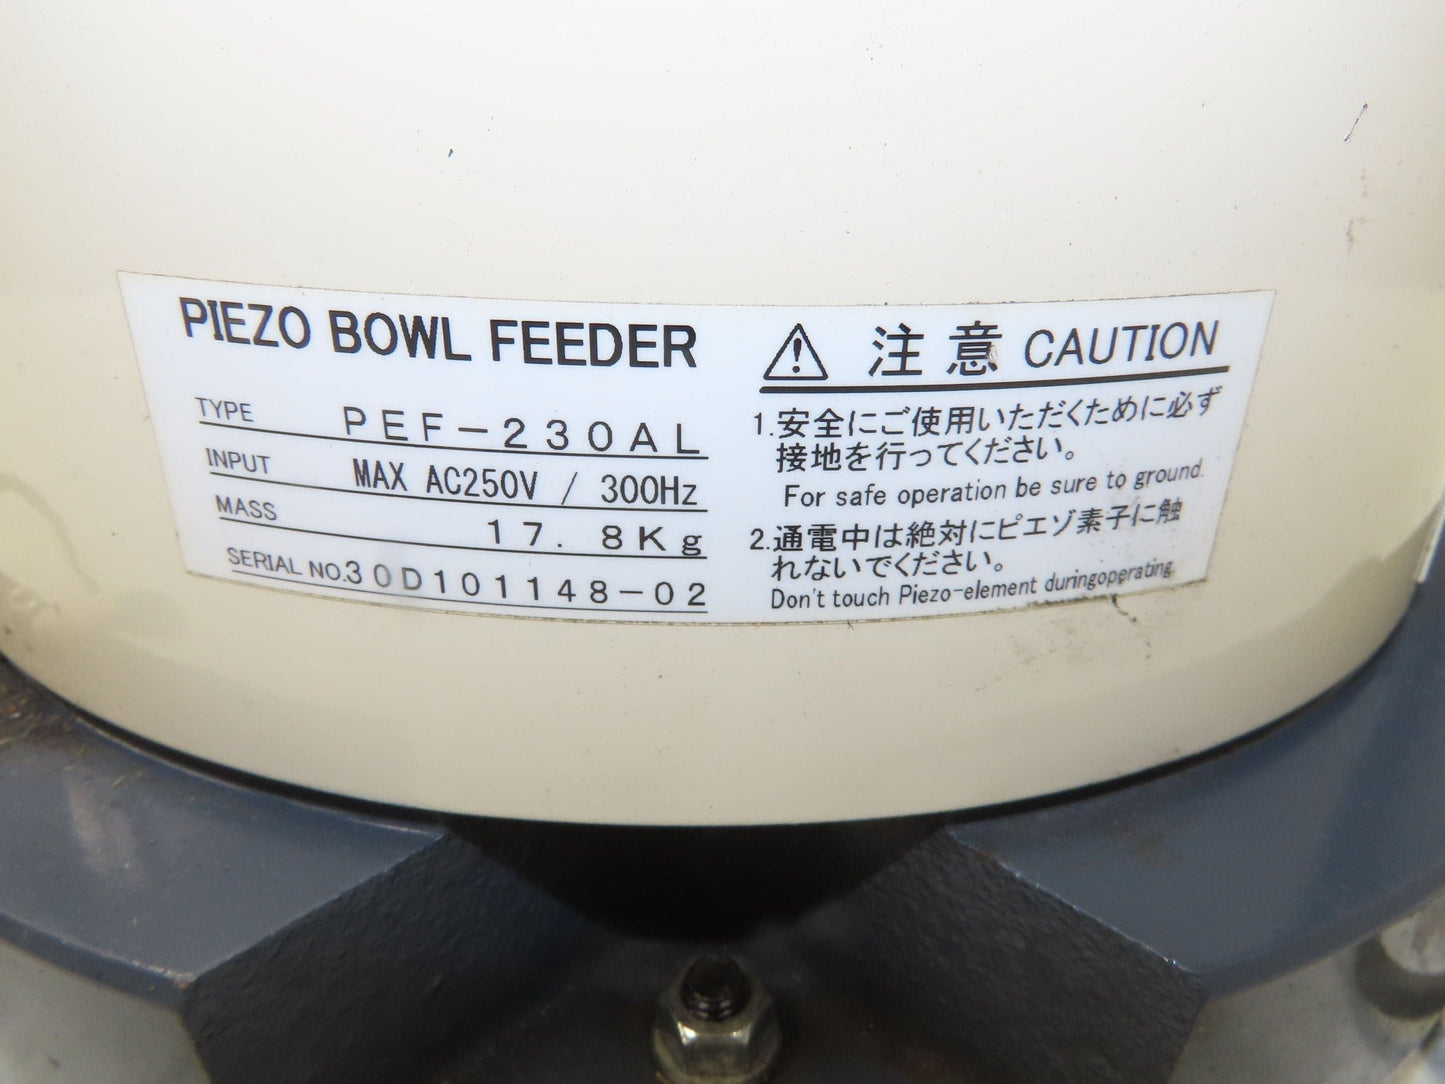 PIEZO BOWL FEEDER
TYPE PEF-230AL
INPUT MAX AC250V / 300Hz
MASS 17.8Kg
SERIAL NO.30D101148-02
注意 CAUTION
1.安全にご使用いただくために必ず
接地を行ってください。
For safe operation be sure to ground.
2.通電中は絶対にピエゾ素子に触
れないでください。
Don't touch Piezo-element duringoperating.